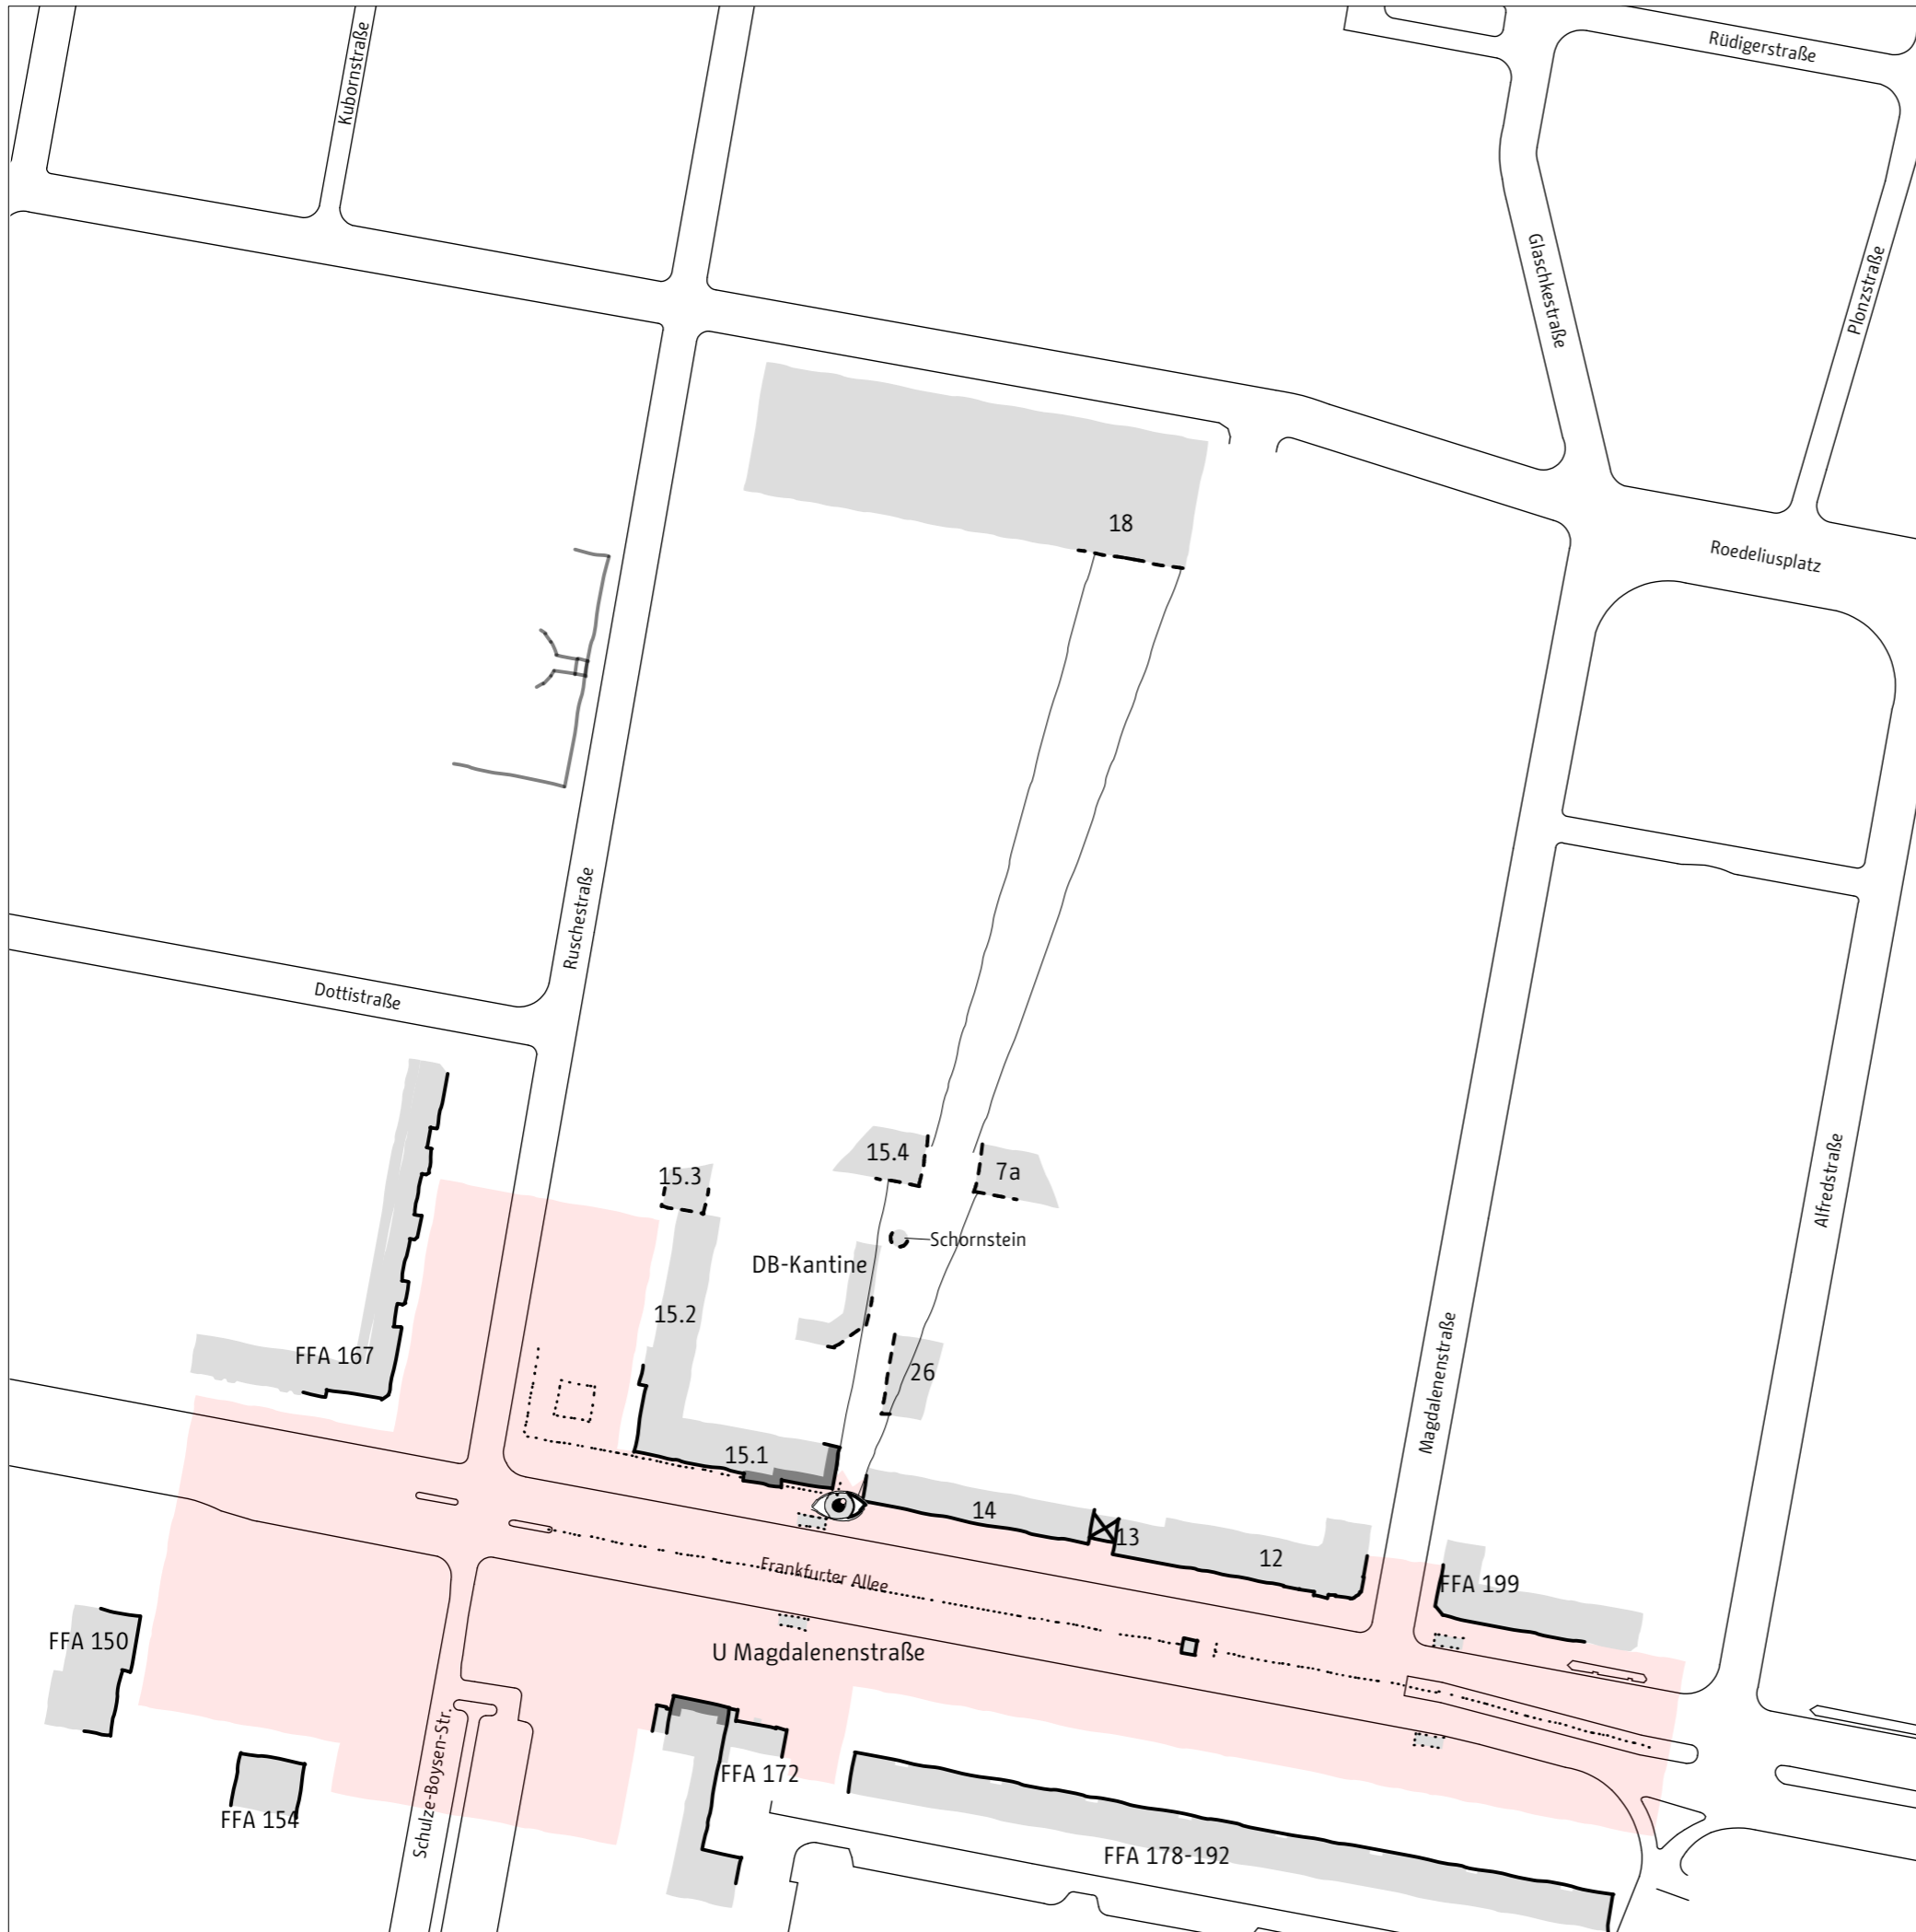 Rüdigerstraße
Kubornstraße
Glaschkestraße
Plonzstraße
18
Roedeliusplatz
Ruschestraße
Dottistraße
15.4
7a
15.3
Schornstein
DB-Kantine
Alfredstraße
15.2
FFA 167
26
Magdalenenstraße
15.1
14
13
12
Frankfurter Allee
FFA 199
FFA 150
U Magdalenenstraße
Schulze-Boysen-Str.
FFA 172
FFA 154
FFA 178-192